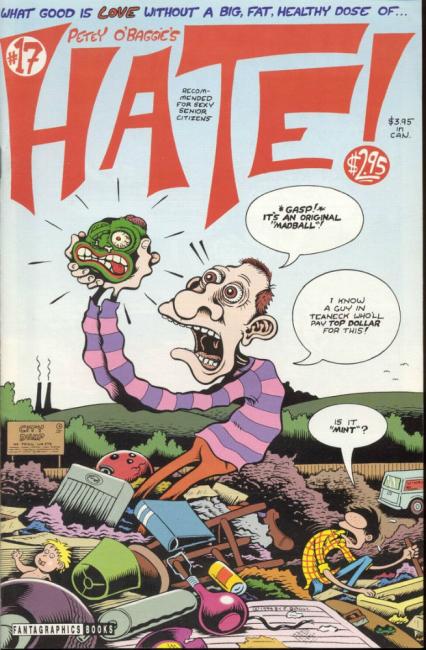 WHAT GOOD IS LOVE WITHOUT A BIG, FAT, HEALTHY DOSE OF...
PETEY O'BAGGIE'S
#17
HATE!
RECOM-
MENDED
FOR SEXY
SENIOR
CITIZENS
$3.95
IN
CAN.
$2.95
*GASP!*
IT'S AN ORIGINAL
"MADBALL"!
I KNOW
A GUY IN
TEANECK WHO'LL
PAY TOP DOLLAR
FOR THIS!
IS IT
"MINT"?
CITY
DUMP
FANTAGRAPHICS BOOKS